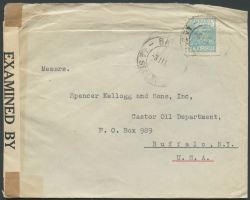 EXAMINED BY
Messrs.
Spencer Kellogg and Sons, Inc,
Castor Oil Department,
P. O. Box 989
Buffalo, N.Y.
U. S. A.